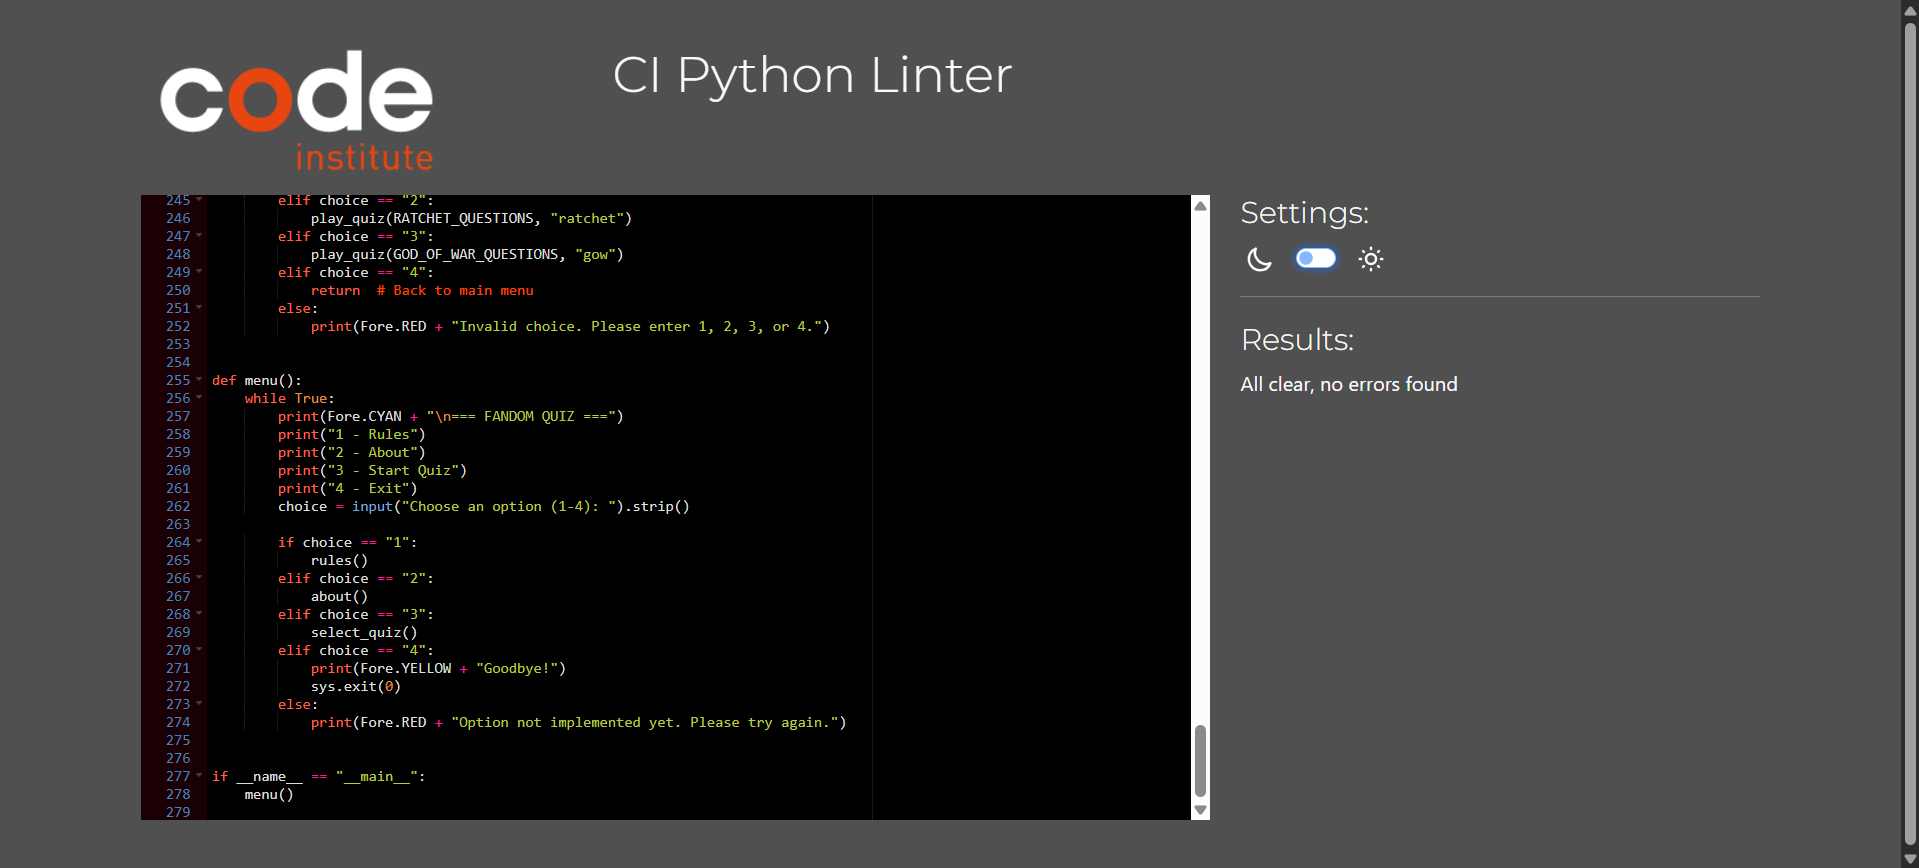 code
institute
CI Python Linter
245 elif choice == "2":
246 play_quiz(RATCHET_QUESTIONS, "ratchet")
247 elif choice == "3":
248 play_quiz(GOD_OF_WAR_QUESTIONS, "gow")
249 elif choice == "4":
250 return  # Back to main menu
251 else:
252 print(Fore.RED + "Invalid choice. Please enter 1, 2, 3, or 4.")
253
254
255 def menu():
256 while True:
257 print(Fore.CYAN + "\n=== FANDOM QUIZ ===")
258 print("1 - Rules")
259 print("2 - About")
260 print("3 - Start Quiz")
261 print("4 - Exit")
262 choice = input("Choose an option (1-4): ").strip()
263
264 if choice == "1":
265 rules()
266 elif choice == "2":
267 about()
268 elif choice == "3":
269 select_quiz()
270 elif choice == "4":
271 print(Fore.YELLOW + "Goodbye!")
272 sys.exit(0)
273 else:
274 print(Fore.RED + "Option not implemented yet. Please try again.")
275
276
277 if __name__ == "__main__":
278 menu()
279
Settings:
Results:
All clear, no errors found